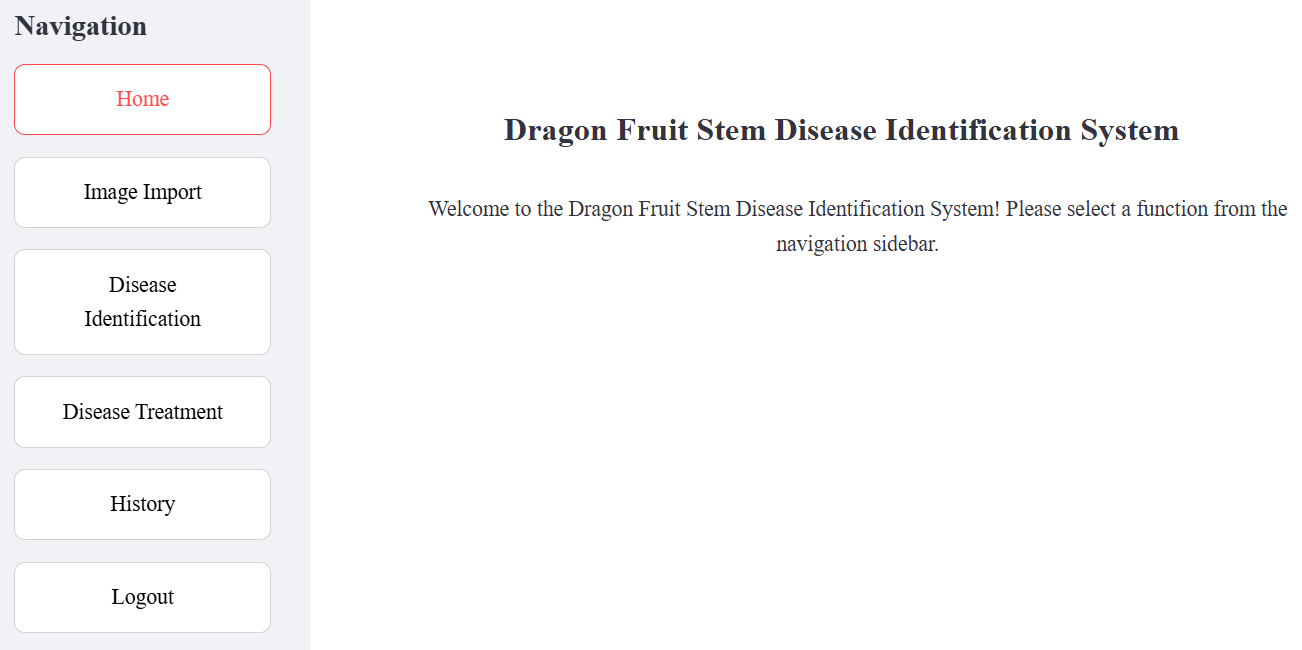 Navigation
Home
Image Import
Disease
Identification
Disease Treatment
History
Logout
Dragon Fruit Stem Disease Identification System
Welcome to the Dragon Fruit Stem Disease Identification System! Please select a function from the
navigation sidebar.